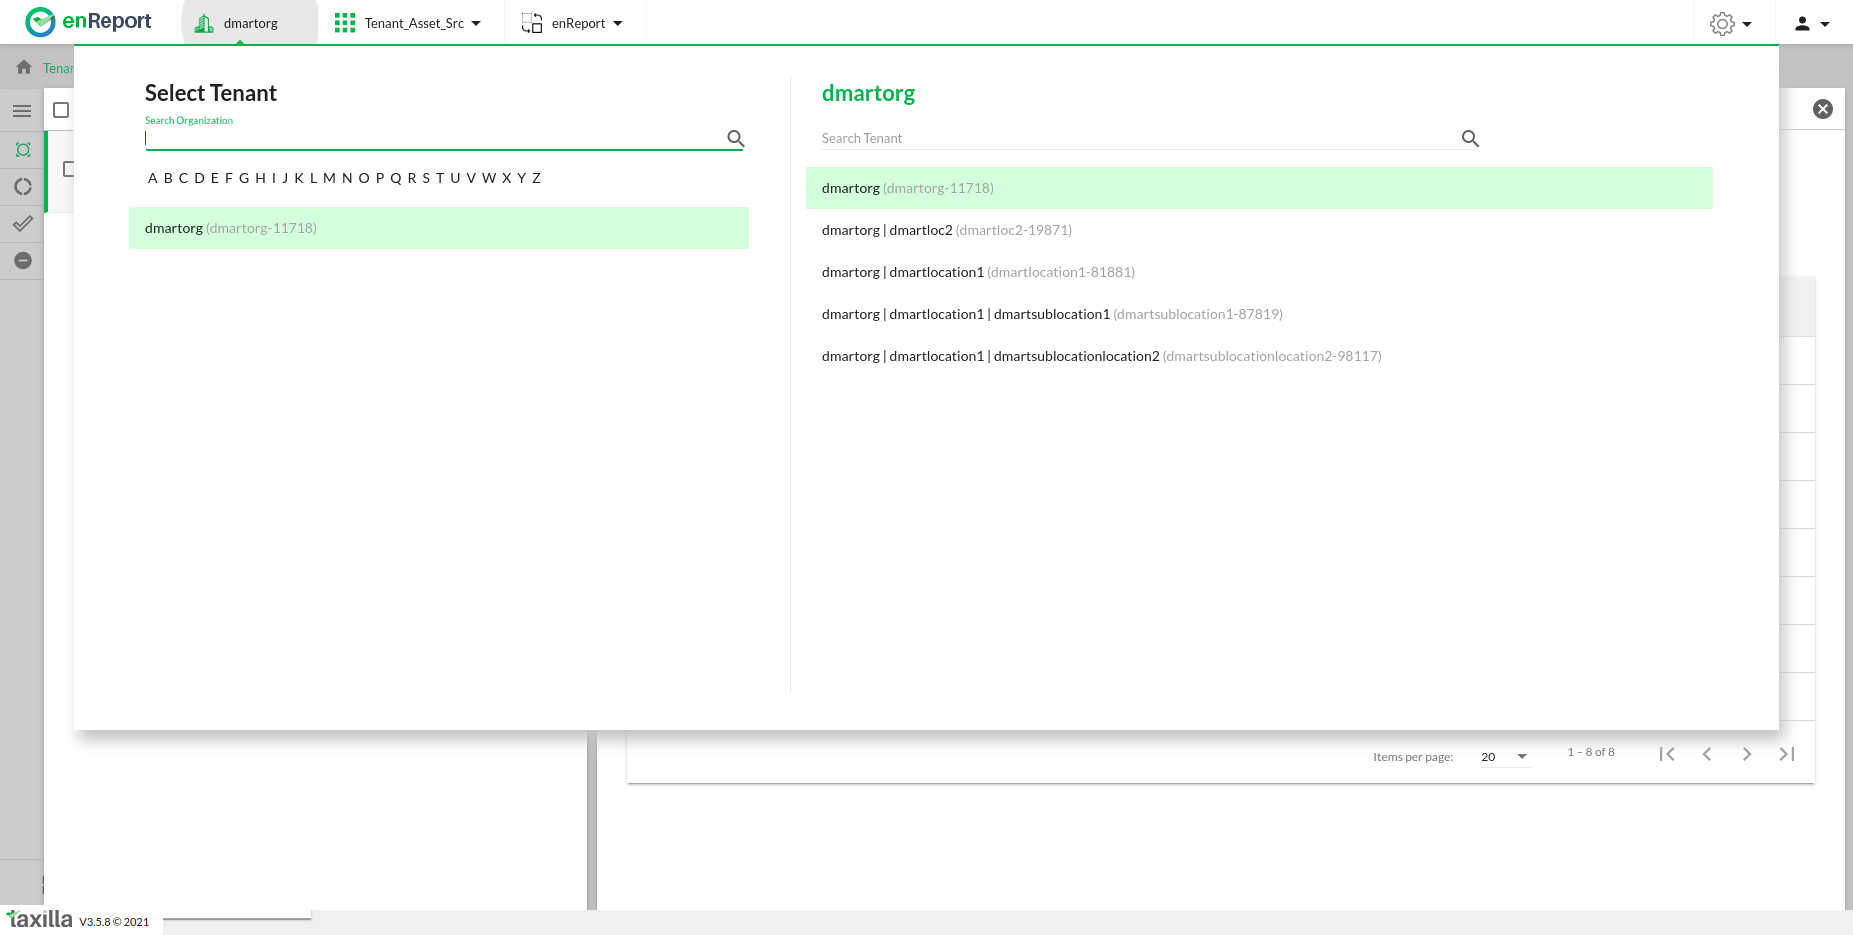 enReport
dmartorg
Tenant_Asset_Src
enReport
Select Tenant
Search Organization
A B C D E F G H I J K L M N O P Q R S T U V W X Y Z
dmartorg (dmartorg-11718)
dmartorg
Search Tenant
dmartorg (dmartorg-11718)
dmartorg | dmartloc2 (dmartloc2-19871)
dmartorg | dmartlocation1 (dmartlocation1-81881)
dmartorg | dmartlocation1 | dmartsublocation1 (dmartsublocation1-87819)
dmartorg | dmartlocation1 | dmartsublocationlocation2 (dmartsublocationlocation2-98117)
Items per page: 20 1 – 8 of 8
taxilla V3.5.8 © 2021